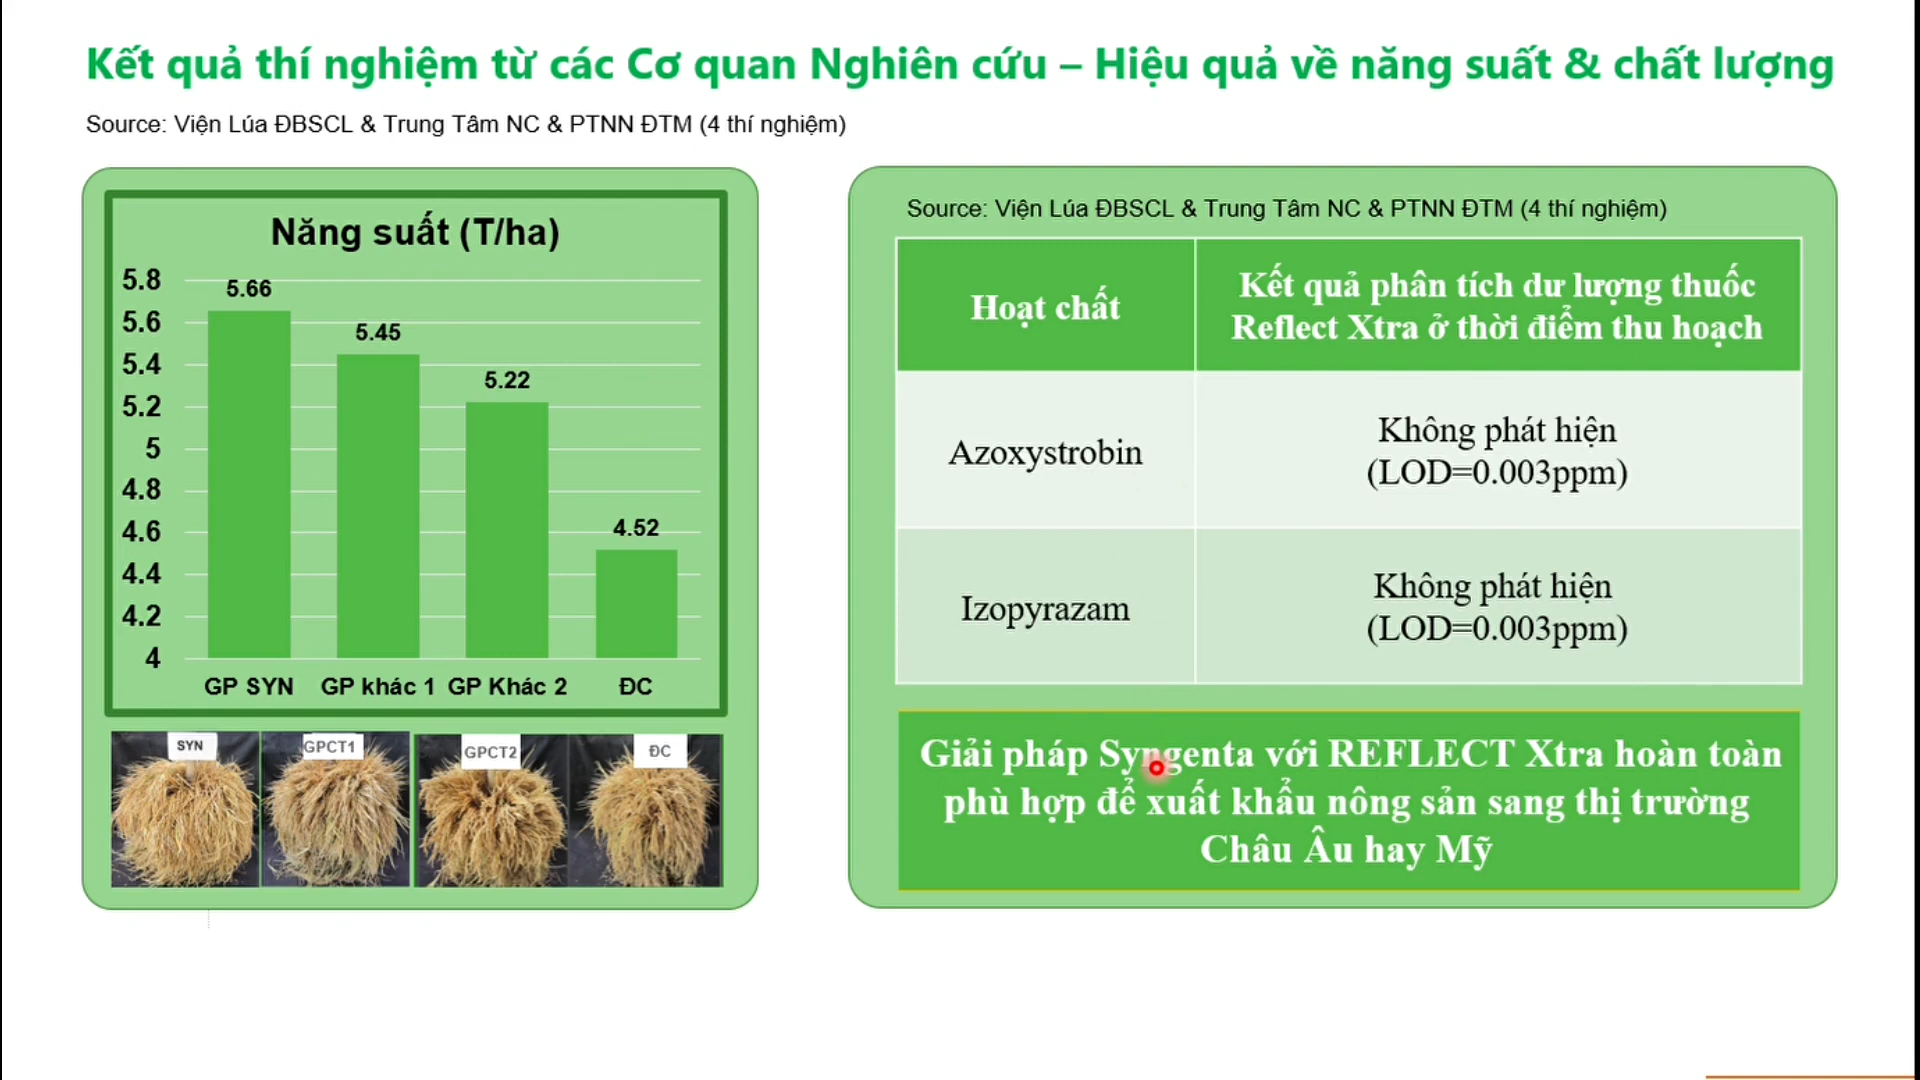 Kết quả thí nghiệm từ các Cơ quan Nghiên cứu – Hiệu quả về năng suất & chất lượng
Source: Viện Lúa ĐBSCL & Trung Tâm NC & PTNN ĐTM (4 thí nghiệm)
Năng suất (T/ha)
5.8
5.6
5.4
5.2
5
4.8
4.6
4.4
4.2
4
5.66
5.45
5.22
4.52
GP SYN
GP khác 1
GP Khác 2
ĐC
SYN
GPCT1
GPCT2
ĐC
Source: Viện Lúa ĐBSCL & Trung Tâm NC & PTNN ĐTM (4 thí nghiệm)
Hoạt chất
Kết quả phân tích dư lượng thuốc
Reflect Xtra ở thời điểm thu hoạch
Azoxystrobin
Không phát hiện
(LOD=0.003ppm)
Izopyrazam
Không phát hiện
(LOD=0.003ppm)
Giải pháp Syngenta với REFLECT Xtra hoàn toàn
phù hợp để xuất khẩu nông sản sang thị trường
Châu Âu hay Mỹ